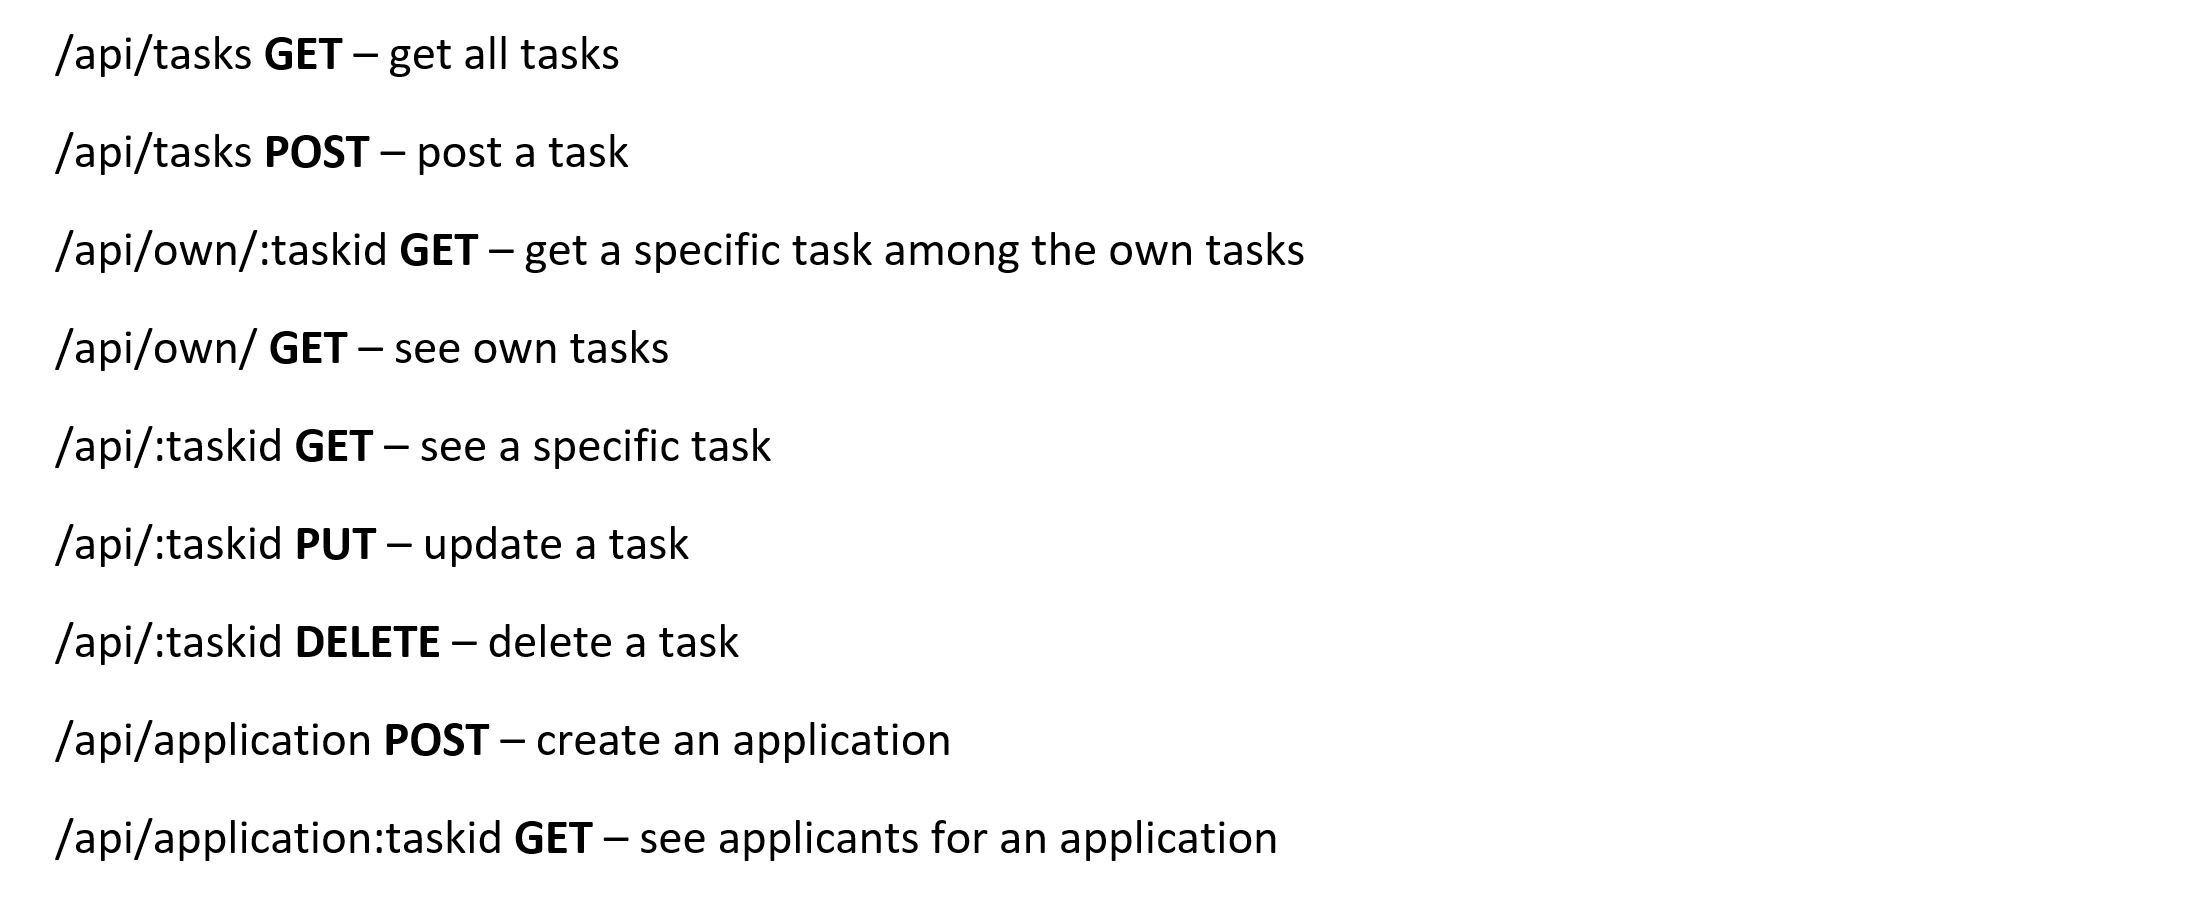 /api/tasks GET – get all tasks
/api/tasks POST – post a task
/api/own/:taskid GET – get a specific task among the own tasks
/api/own/ GET – see own tasks
/api/:taskid GET – see a specific task
/api/:taskid PUT – update a task
/api/:taskid DELETE – delete a task
/api/application POST – create an application
/api/application:taskid GET – see applicants for an application